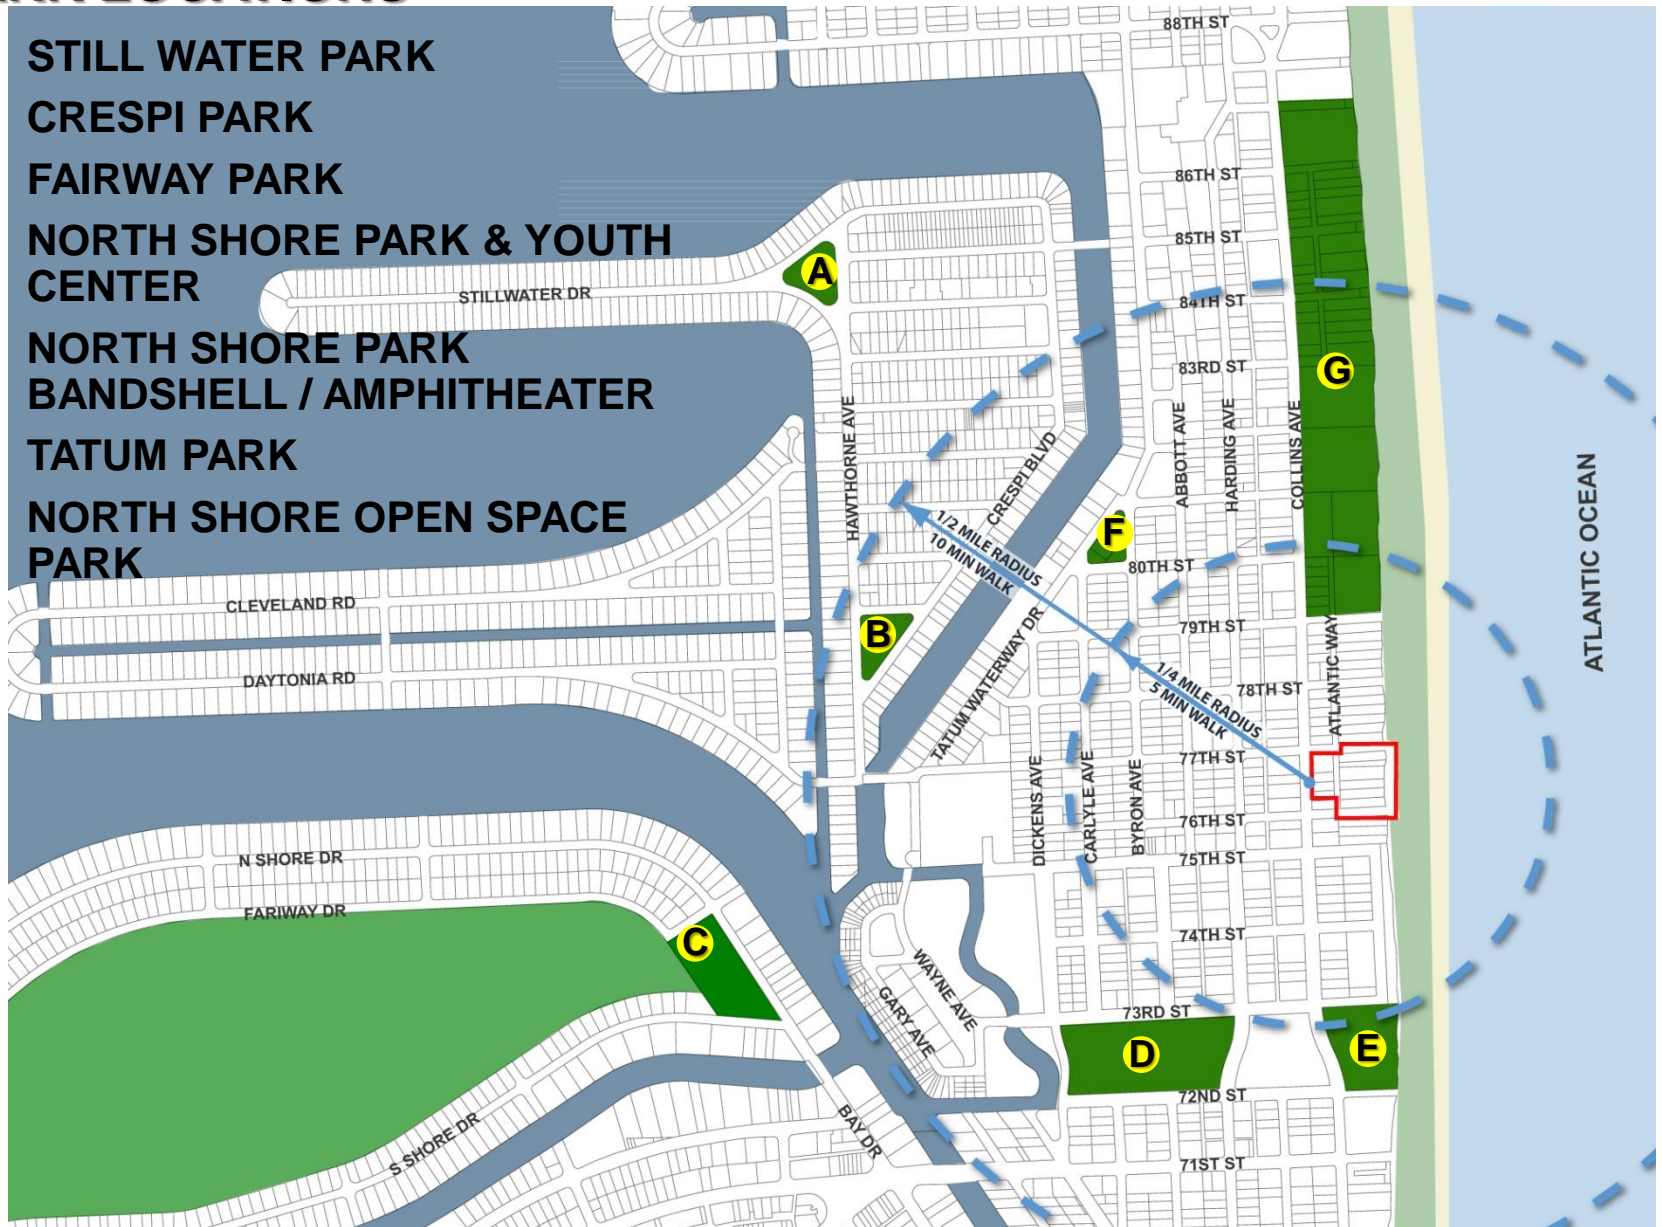 STILL WATER PARK
CRESPI PARK
FAIRWAY PARK
NORTH SHORE PARK & YOUTH
CENTER
NORTH SHORE PARK
BANDSHELL / AMPHITHEATER
TATUM PARK
NORTH SHORE OPEN SPACE
PARK
88TH ST
86TH ST
85TH ST
84TH ST
83RD ST
STILLWATER DR
A
G
HAWTHORNE AVE
CRESPI BLVD
ABBOTT AVE
HARDING AVE
COLLINS AVE
ATLANTIC OCEAN
1/2 MILE RADIUS
10 MIN WALK
F
80TH ST
CLEVELAND RD
B
79TH ST
TATUM WATERWAY DR
ATLANTIC WAY
DAYTONIA RD
78TH ST
1/4 MILE RADIUS
5 MIN WALK
77TH ST
DICKENS AVE
CARLYLE AVE
BYRON AVE
76TH ST
75TH ST
N SHORE DR
FARIWAY DR
C
74TH ST
WAYNE AVE
GARY AVE
73RD ST
D
E
72ND ST
S SHORE DR
BAY DR
71ST ST